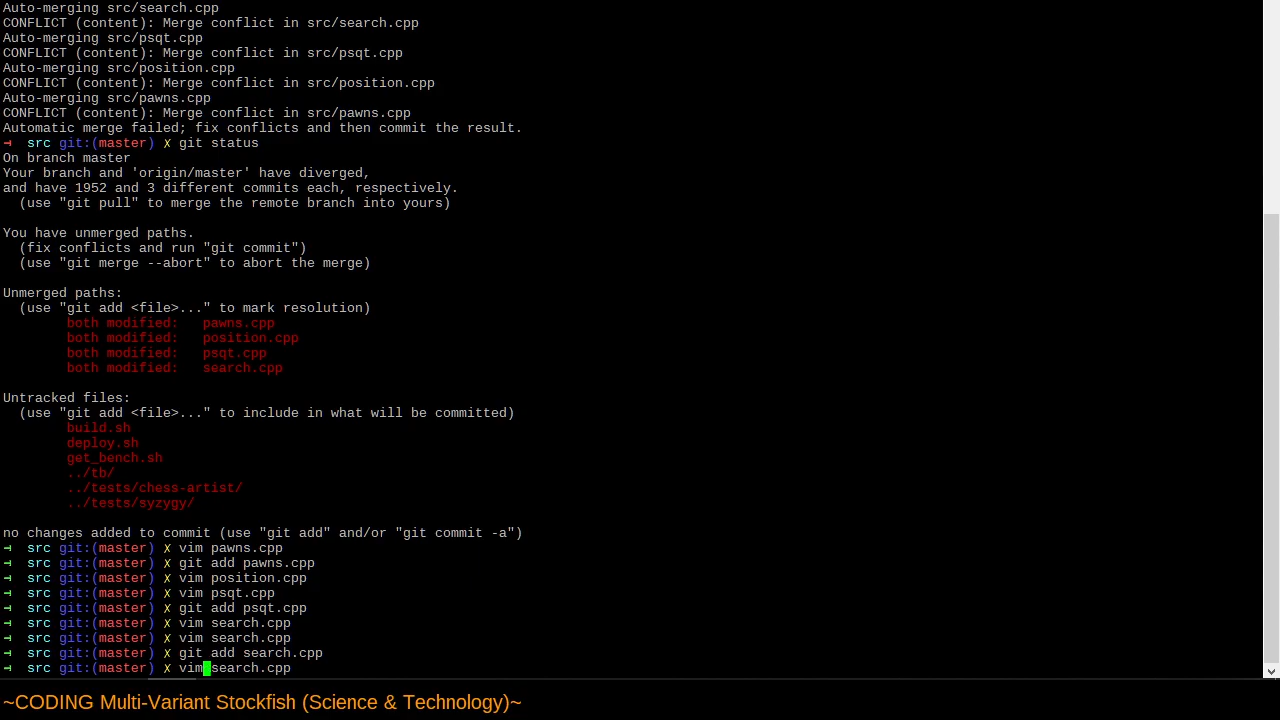 Auto-merging src/search.cpp
CONFLICT (content): Merge conflict in src/search.cpp
Auto-merging src/psqt.cpp
CONFLICT (content): Merge conflict in src/psqt.cpp
Auto-merging src/position.cpp
CONFLICT (content): Merge conflict in src/position.cpp
Auto-merging src/pawns.cpp
CONFLICT (content): Merge conflict in src/pawns.cpp
Automatic merge failed; fix conflicts and then commit the result.
→  src git:(master) ✗ git status
On branch master
Your branch and 'origin/master' have diverged,
and have 1952 and 3 different commits each, respectively.
  (use "git pull" to merge the remote branch into yours)

You have unmerged paths.
  (fix conflicts and run "git commit")
  (use "git merge --abort" to abort the merge)

Unmerged paths:
  (use "git add <file>..." to mark resolution)
        both modified:   pawns.cpp
        both modified:   position.cpp
        both modified:   psqt.cpp
        both modified:   search.cpp

Untracked files:
  (use "git add <file>..." to include in what will be committed)
        build.sh
        deploy.sh
        get_bench.sh
        ../tb/
        ../tests/chess-artist/
        ../tests/syzygy/

no changes added to commit (use "git add" and/or "git commit -a")
→  src git:(master) ✗ vim pawns.cpp
→  src git:(master) ✗ git add pawns.cpp
→  src git:(master) ✗ vim position.cpp
→  src git:(master) ✗ vim psqt.cpp
→  src git:(master) ✗ git add psqt.cpp
→  src git:(master) ✗ vim search.cpp
→  src git:(master) ✗ vim search.cpp
→  src git:(master) ✗ git add search.cpp
→  src git:(master) ✗ vim search.cpp
~CODING Multi-Variant Stockfish (Science & Technology)~